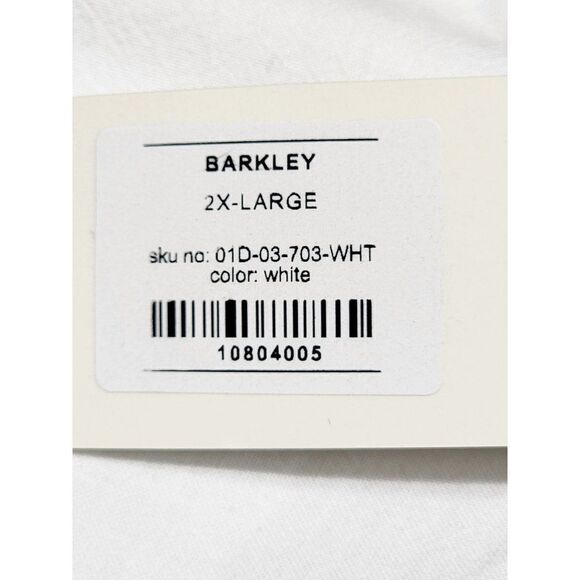 BARKLEY
2X-LARGE
sku no: 01D-03-703-WHT
color: white
10804005